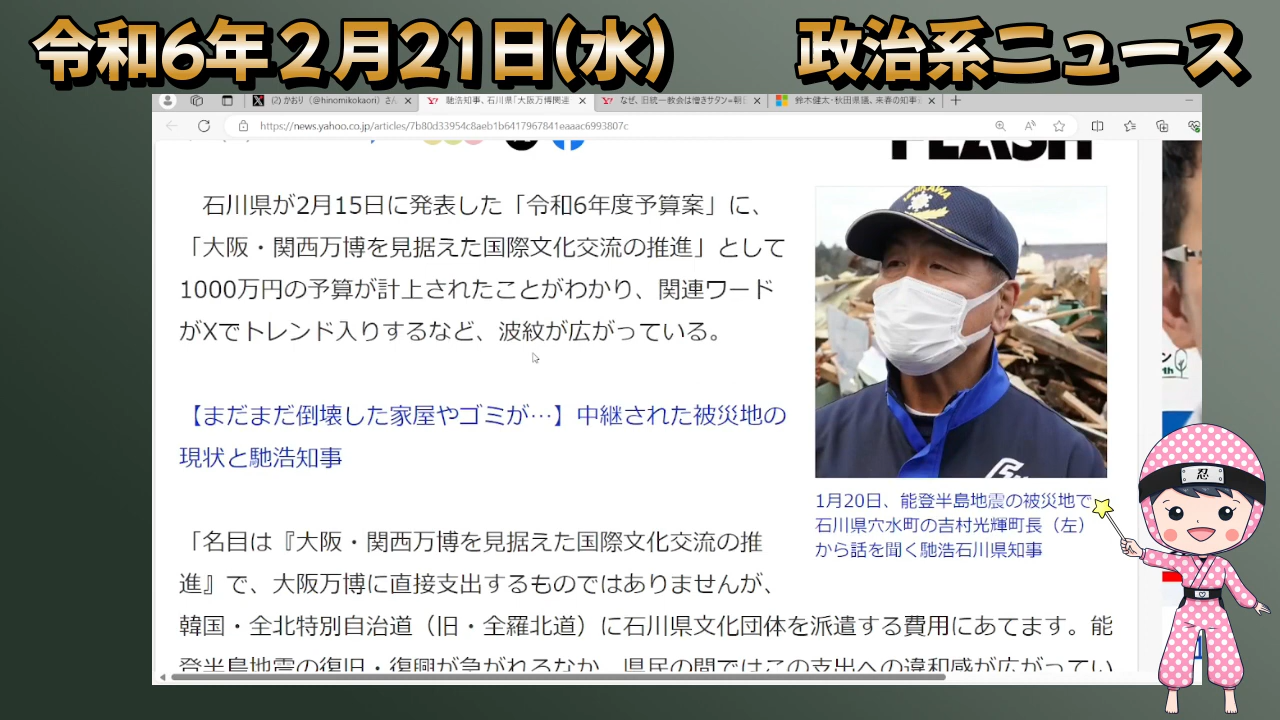 令和6年2月21日(水)　政治系ニュース
(2) かおり（@hinomikokaori）さん
馳浩知事、石川県「大阪万博関連
なぜ、旧統一教会は憎きサタン=朝日
鈴木健太・秋田県議、来春の知事選
https://news.yahoo.co.jp/articles/7b80d33954c8aeb1b6417967841eaaac6993807c
FLASH
石川県が2月15日に発表した「令和6年度予算案」に、
「大阪・関西万博を見据えた国際文化交流の推進」として
1000万円の予算が計上されたことがわかり、関連ワード
がXでトレンド入りするなど、波紋が広がっている。
【まだまだ倒壊した家屋やゴミが…】中継された被災地の
現状と馳浩知事
「名目は『大阪・関西万博を見据えた国際文化交流の推
進』で、大阪万博に直接支出するものではありませんが、
韓国・全北特別自治道（旧・全羅北道）に石川県文化団体を派遣する費用にあてます。能
登半島地震の復旧・復興が急がれるなか、県民の間ではこの支出への違和感が広がってい
ISHIKAWA
1月20日、能登半島地震の被災地で
石川県穴水町の吉村光輝町長（左）
から話を聞く馳浩石川県知事
忍